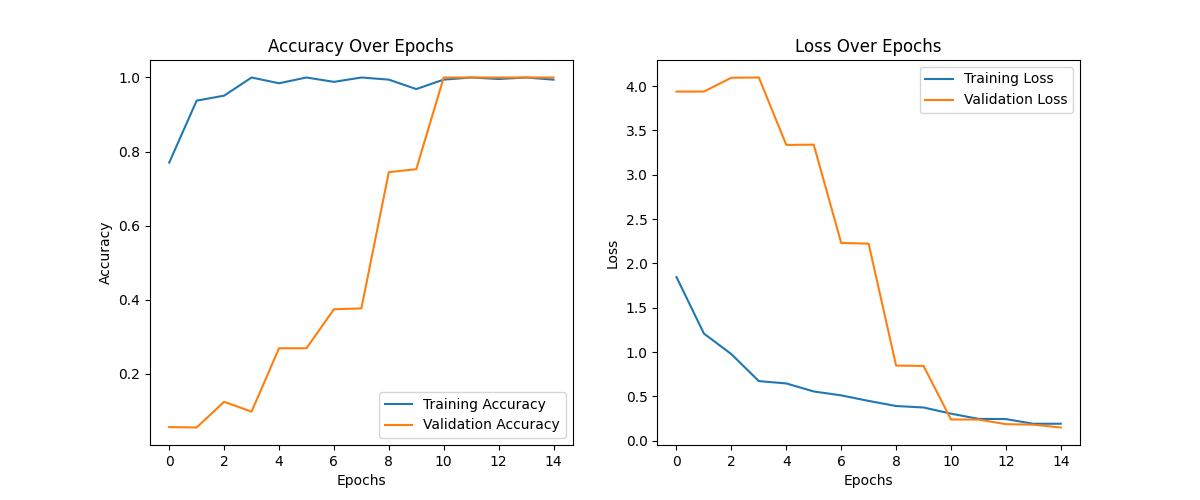 Accuracy Over Epochs
1.0
0.8
0.6
0.4
0.2
Accuracy
0 2 4 6 8 10 12 14
Epochs
Training Accuracy
Validation Accuracy
Loss Over Epochs
4.0
3.5
3.0
2.5
2.0
1.5
1.0
0.5
0.0
Loss
0 2 4 6 8 10 12 14
Epochs
Training Loss
Validation Loss